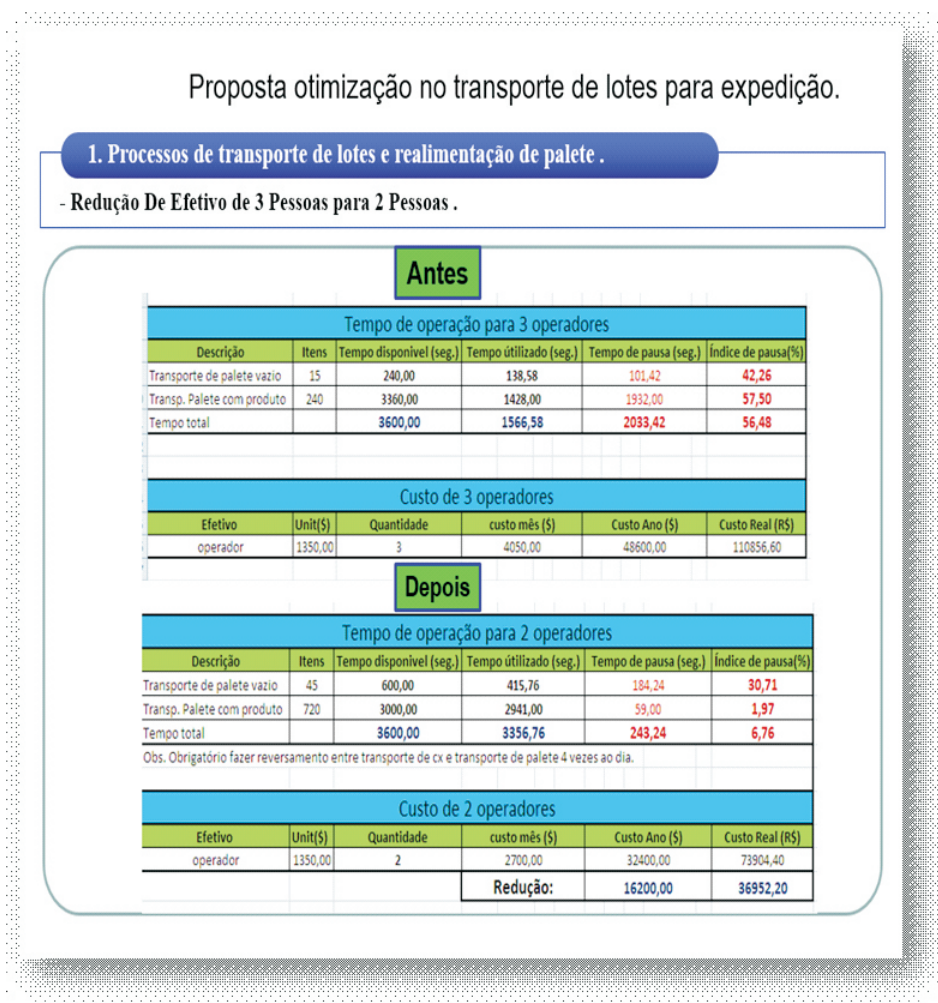 Proposta otimização no transporte de lotes para expedição.
1. Processos de transporte de lotes e realimentação de palete .
- Redução De Efetivo de 3 Pessoas para 2 Pessoas .
Antes
Tempo de operação para 3 operadores
Descrição Itens Tempo disponivel (seg.) Tempo útilizado (seg.) Tempo de pausa (seg.) Índice de pausa(%)
Transporte de palete vazio 15 240,00 138,58 101,42 42,26
Transp. Palete com produto 240 3360,00 1428,00 1932,00 57,50
Tempo total 3600,00 1566,58 2033,42 56,48
Custo de 3 operadores
Efetivo Unit($) Quantidade custo mês ($) Custo Ano ($) Custo Real (R$)
operador 1350,00 3 4050,00 48600,00 110856,60
Depois
Tempo de operação para 2 operadores
Descrição Itens Tempo disponivel (seg.) Tempo útilizado (seg.) Tempo de pausa (seg.) Índice de pausa(%)
Transporte de palete vazio 45 600,00 415,76 184,24 30,71
Transp. Palete com produto 720 3000,00 2941,00 59,00 1,97
Tempo total 3600,00 3356,76 243,24 6,76
Obs. Obrigatório fazer reversamento entre transporte de cx e transporte de palete 4 vezes ao dia.
Custo de 2 operadores
Efetivo Unit($) Quantidade custo mês ($) Custo Ano ($) Custo Real (R$)
operador 1350,00 2 2700,00 32400,00 73904,40
Redução: 16200,00 36952,20